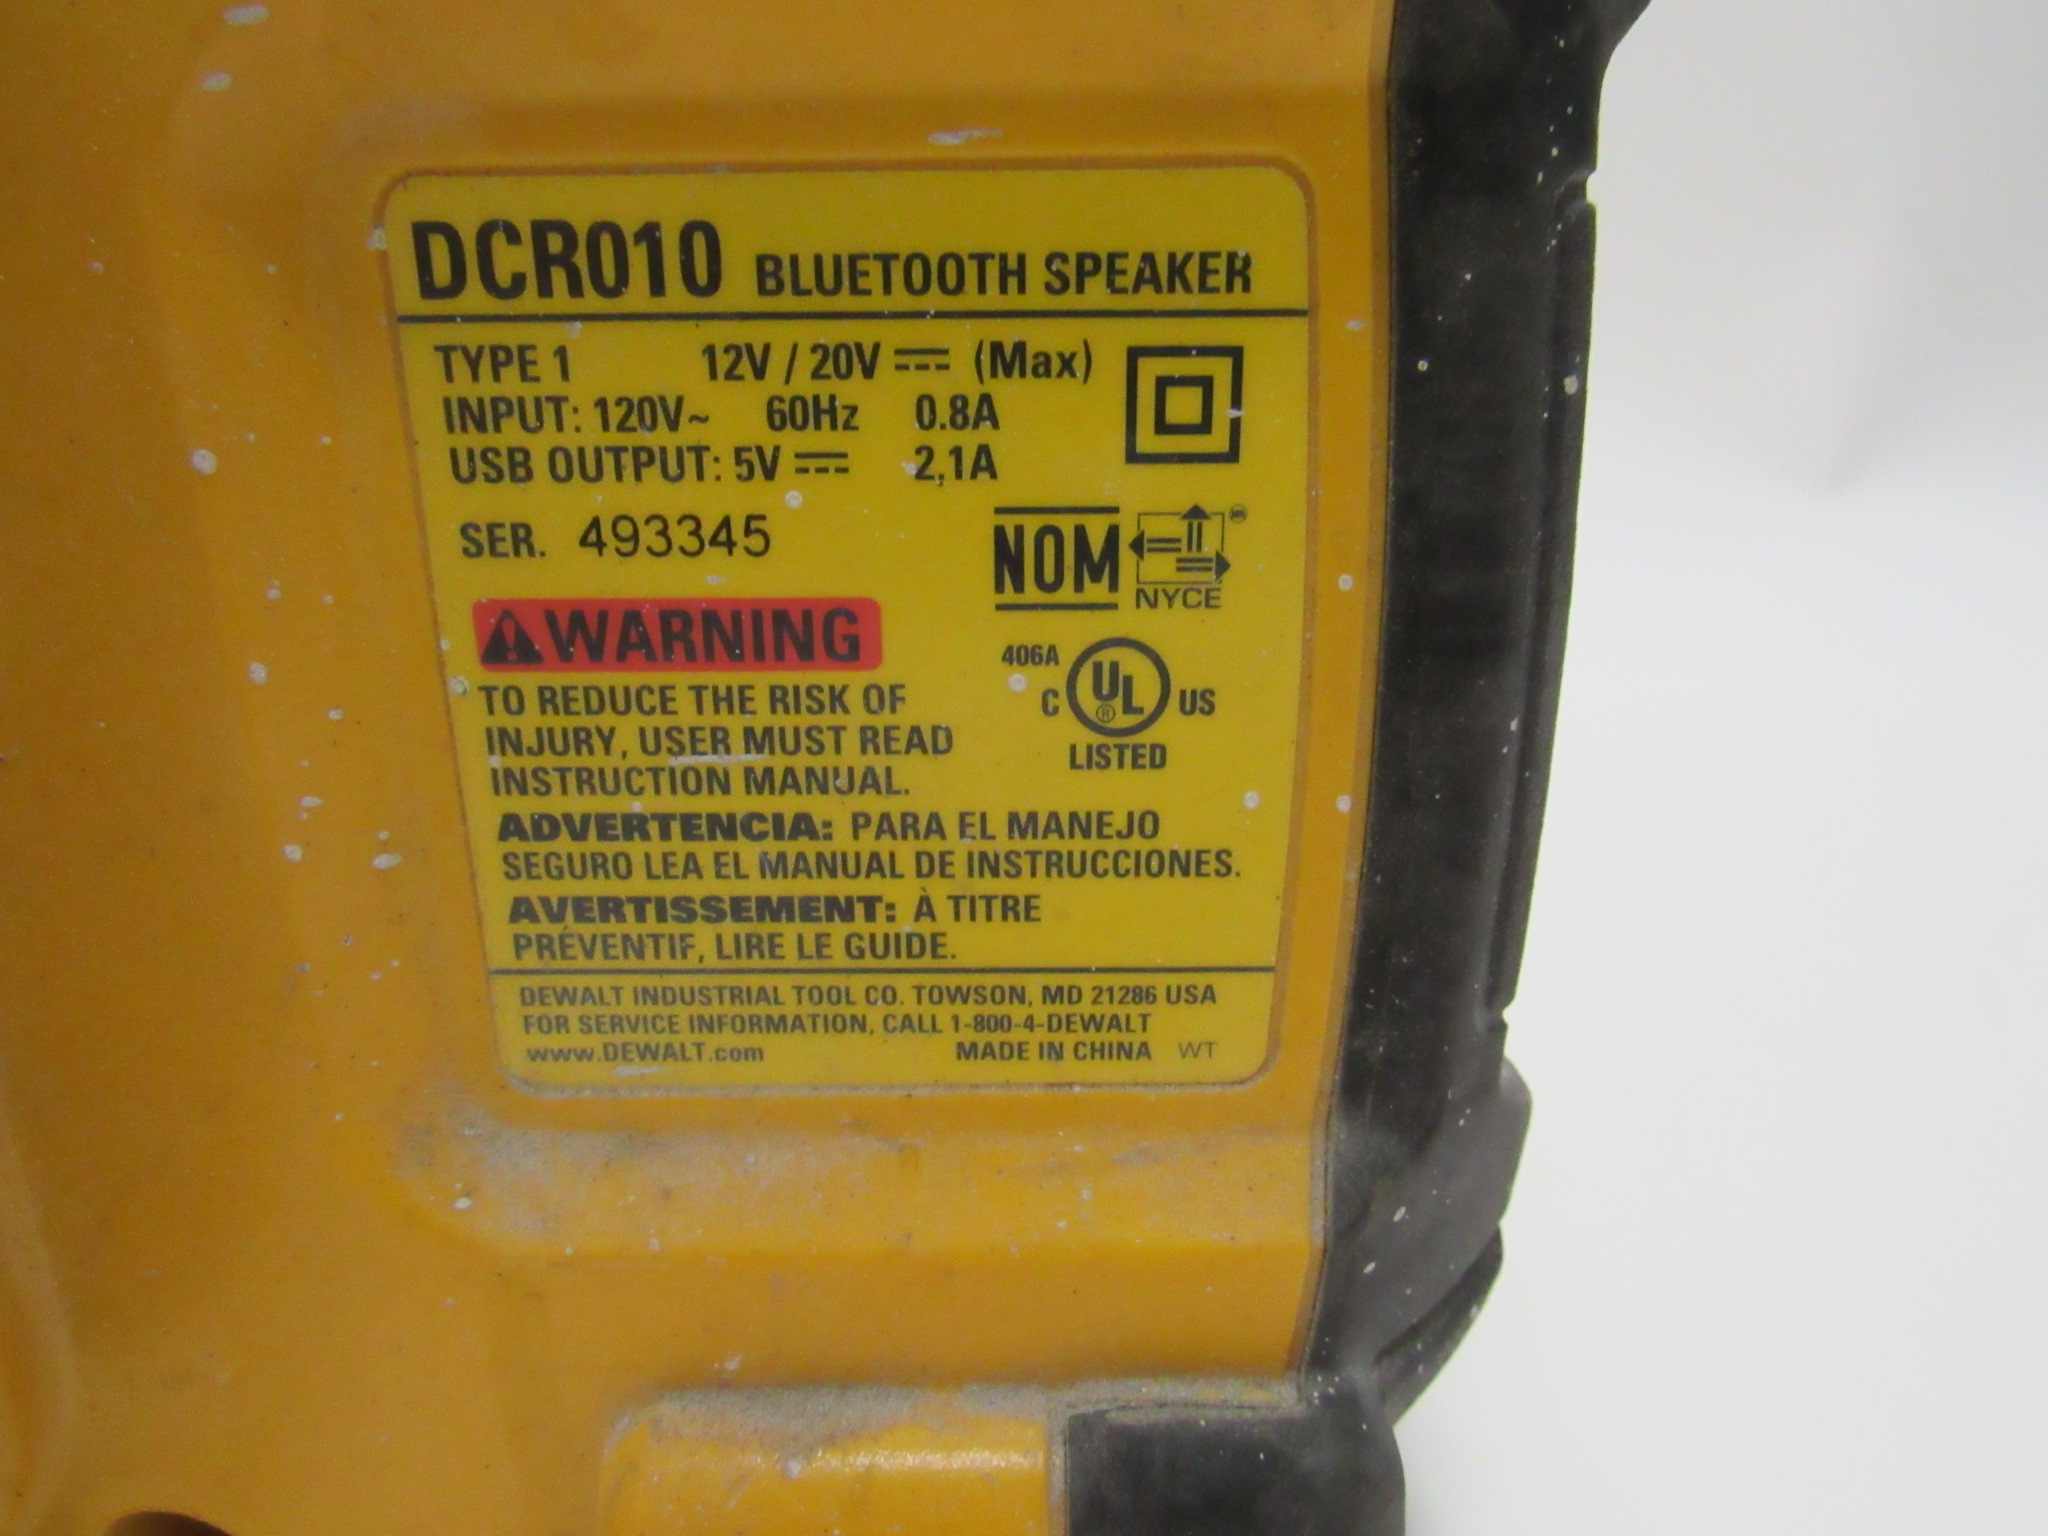 DCR010 BLUETOOTH SPEAKER
TYPE 1 12V / 20V ⎓ (Max)
INPUT: 120V~ 60Hz 0.8A
USB OUTPUT: 5V ⎓ 2,1A
SER. 493345
NOM NYCE
WARNING
406A
C UL® US
LISTED
TO REDUCE THE RISK OF
INJURY, USER MUST READ
INSTRUCTION MANUAL.
ADVERTENCIA: PARA EL MANEJO
SEGURO LEA EL MANUAL DE INSTRUCCIONES.
AVERTISSEMENT: À TITRE
PRÉVENTIF, LIRE LE GUIDE.
DEWALT INDUSTRIAL TOOL CO. TOWSON, MD 21286 USA
FOR SERVICE INFORMATION, CALL 1-800-4-DEWALT
www.DEWALT.com MADE IN CHINA WT